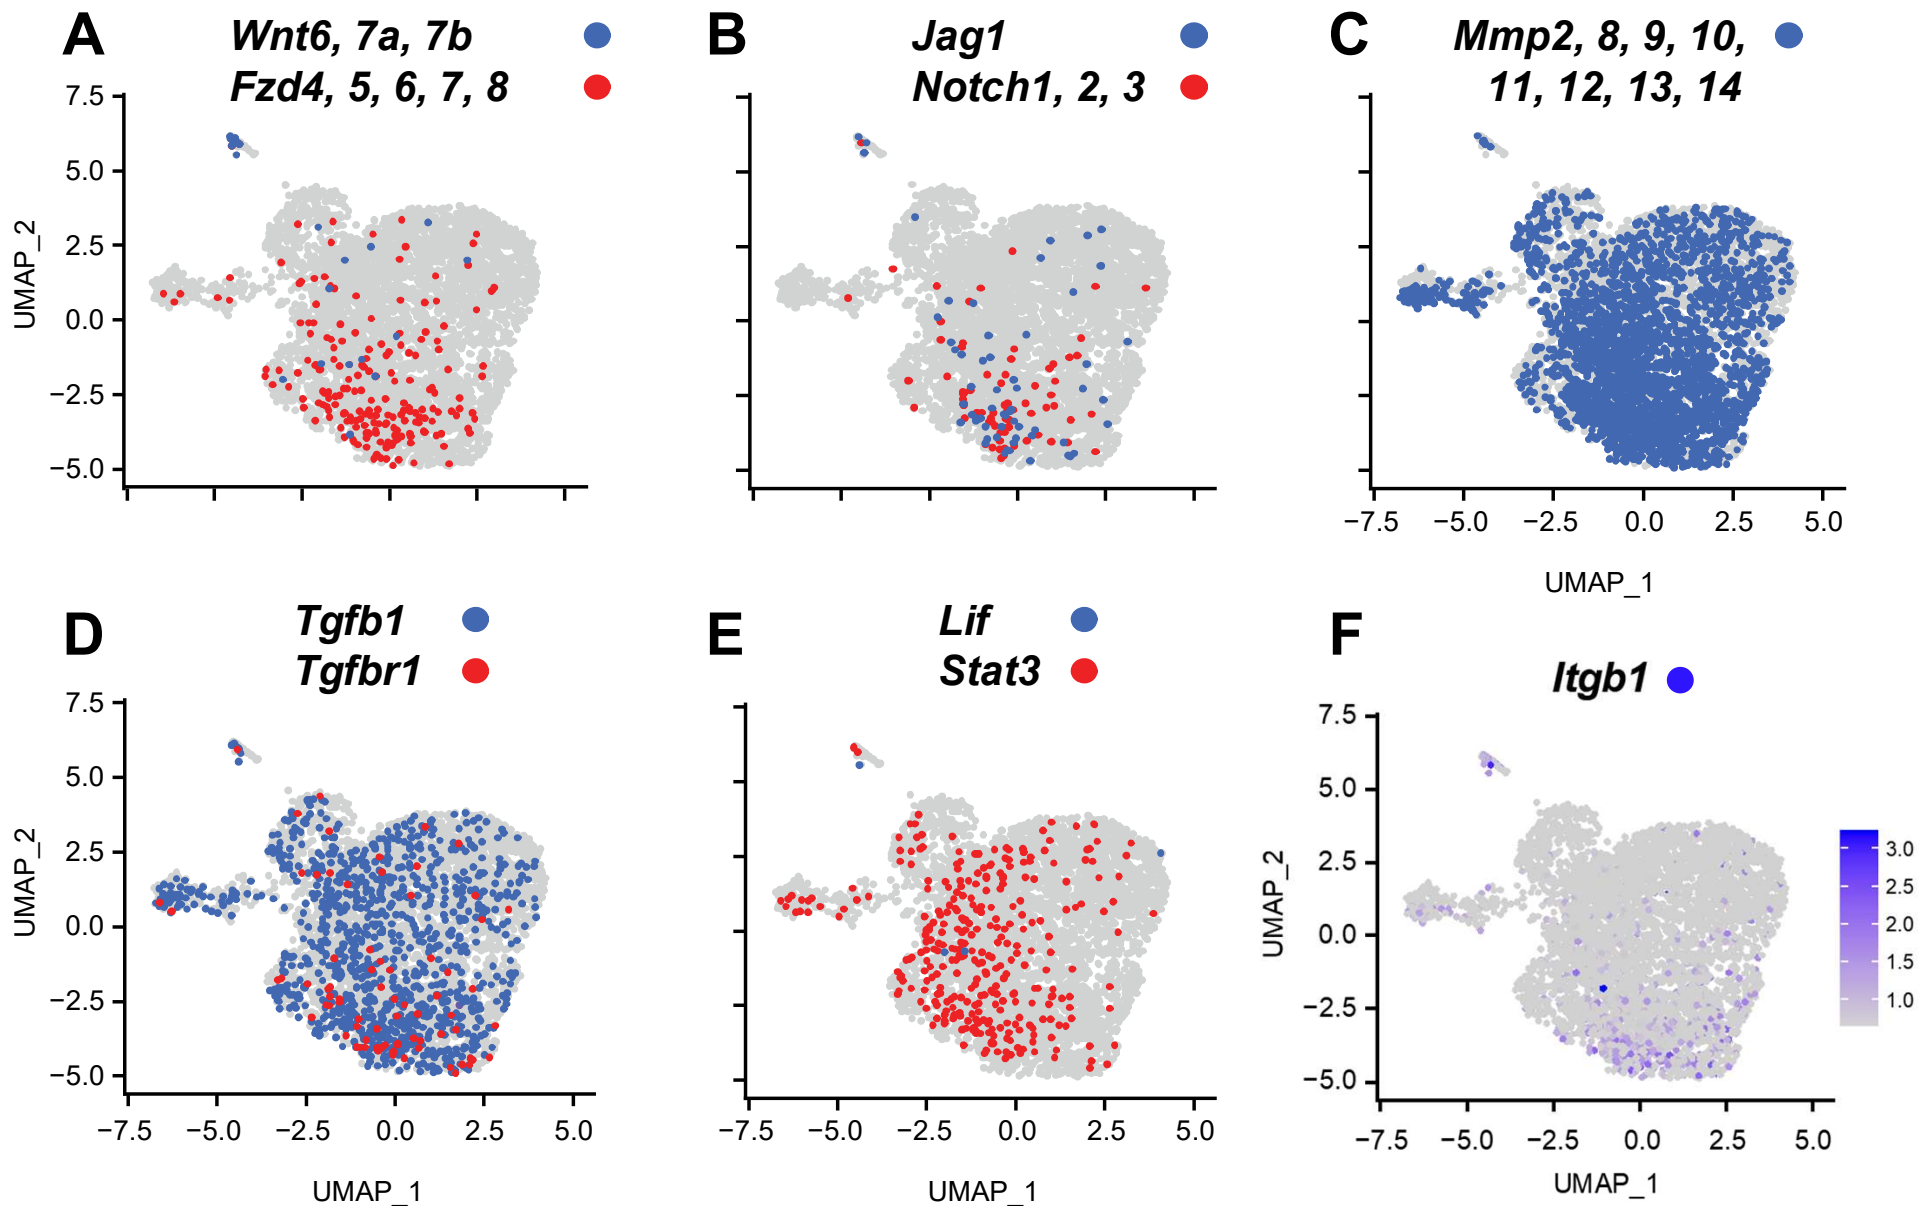 A
Wnt6, 7a, 7b
Fzd4, 5, 6, 7, 8
7.5
5.0
2.5
0.0
−2.5
−5.0
UMAP_2
B
Jag1
Notch1, 2, 3
C
Mmp2, 8, 9, 10,
11, 12, 13, 14
−7.5 −5.0 −2.5 0.0 2.5 5.0
UMAP_1
D
Tgfb1
Tgfbr1
7.5
5.0
2.5
0.0
−2.5
−5.0
UMAP_2
−7.5 −5.0 −2.5 0.0 2.5 5.0
UMAP_1
E
Lif
Stat3
−7.5 −5.0 −2.5 0.0 2.5 5.0
UMAP_1
F
Itgb1
7.5
5.0
2.5
0.0
−2.5
−5.0
UMAP_2
−7.5 −5.0 −2.5 0.0 2.5 5.0
UMAP_1
3.0
2.5
2.0
1.5
1.0